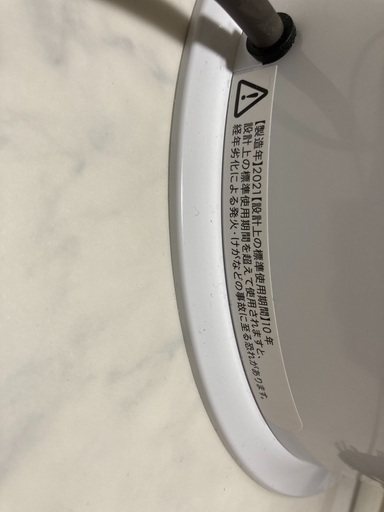 【製造年】2021【設計上の標準使用期間】10年
設計上の標準使用期間を超えて使用されますと、
経年劣化による発火・けがなどの事故に至る恐れがあります。